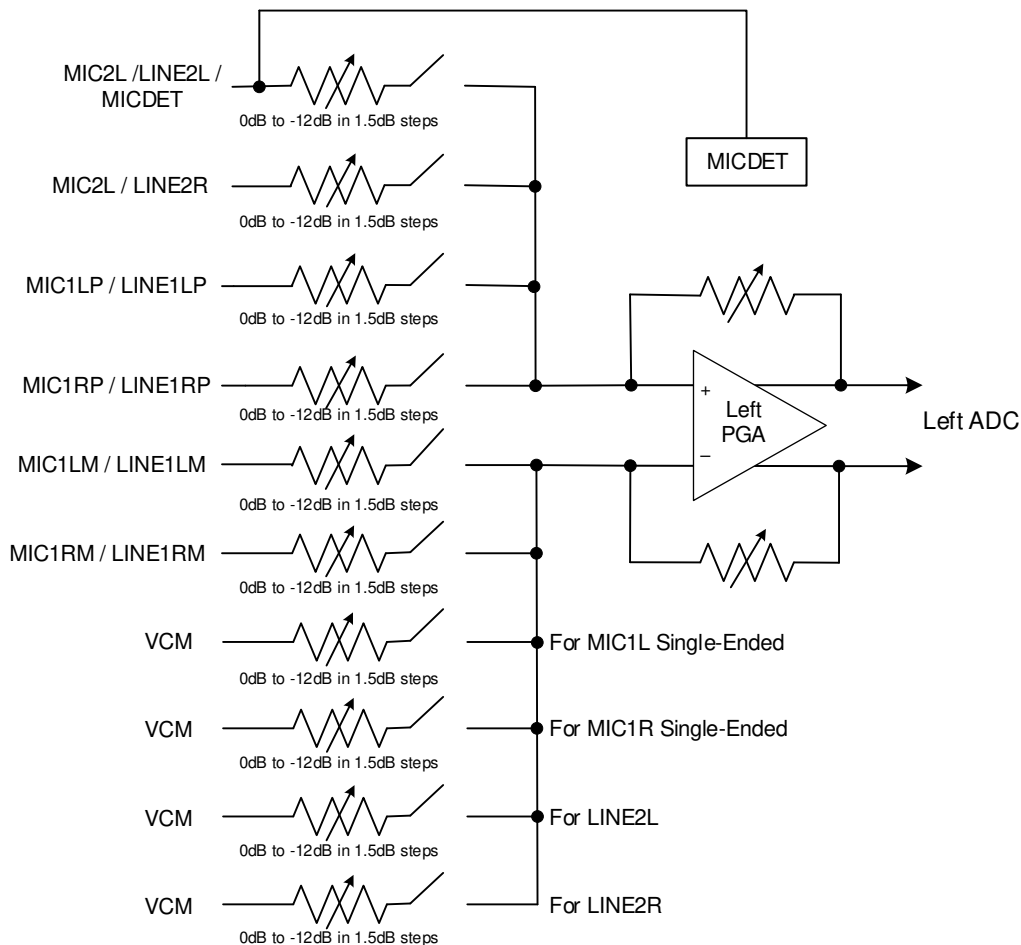 MIC2L /LINE2L /
MICDET
0dB to -12dB in 1.5dB steps
MICDET
MIC2L / LINE2R
0dB to -12dB in 1.5dB steps
MIC1LP / LINE1LP
0dB to -12dB in 1.5dB steps
MIC1RP / LINE1RP
0dB to -12dB in 1.5dB steps
+
Left
PGA
−
Left ADC
MIC1LM / LINE1LM
0dB to -12dB in 1.5dB steps
MIC1RM / LINE1RM
0dB to -12dB in 1.5dB steps
VCM
For MIC1L Single-Ended
0dB to -12dB in 1.5dB steps
VCM
For MIC1R Single-Ended
0dB to -12dB in 1.5dB steps
VCM
For LINE2L
0dB to -12dB in 1.5dB steps
VCM
For LINE2R
0dB to -12dB in 1.5dB steps